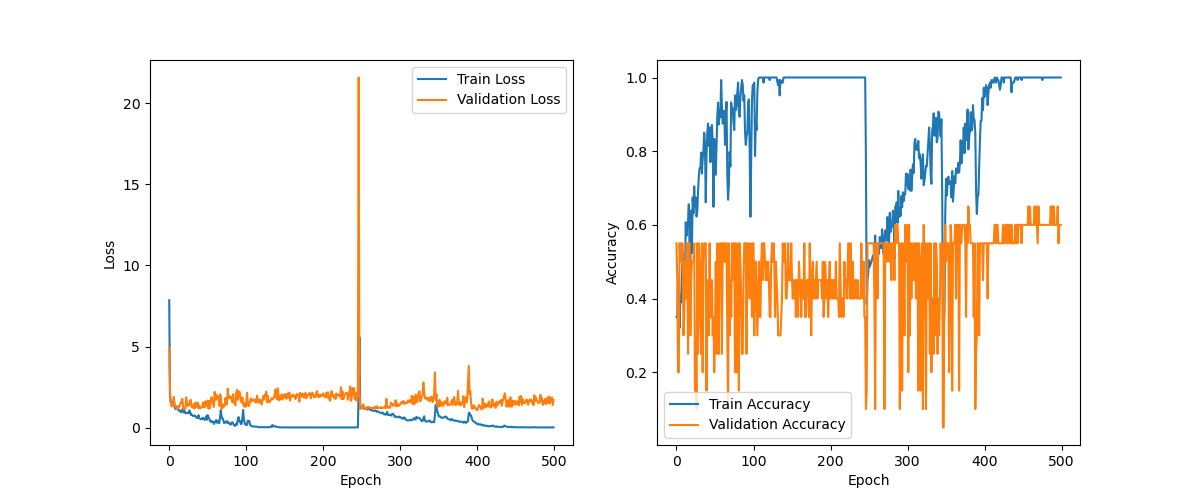 Train Loss
Validation Loss
20
15
10
5
0
Loss
0 100 200 300 400 500
Epoch
1.0
0.8
0.6
0.4
0.2
Accuracy
Train Accuracy
Validation Accuracy
0 100 200 300 400 500
Epoch